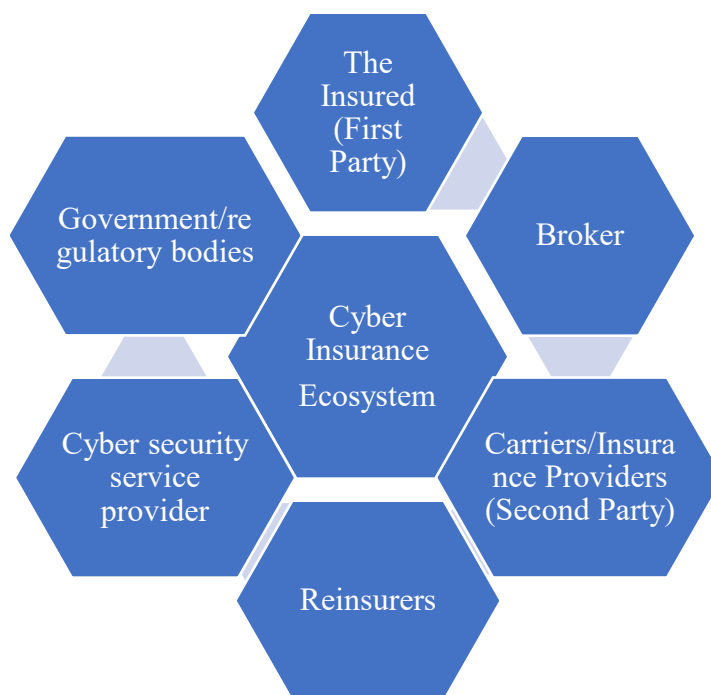 The
Insured
(First
Party)
Government/re
gulatory bodies
Broker
Cyber
Insurance
Ecosystem
Cyber security
service
provider
Carriers/Insura
nce Providers
(Second Party)
Reinsurers